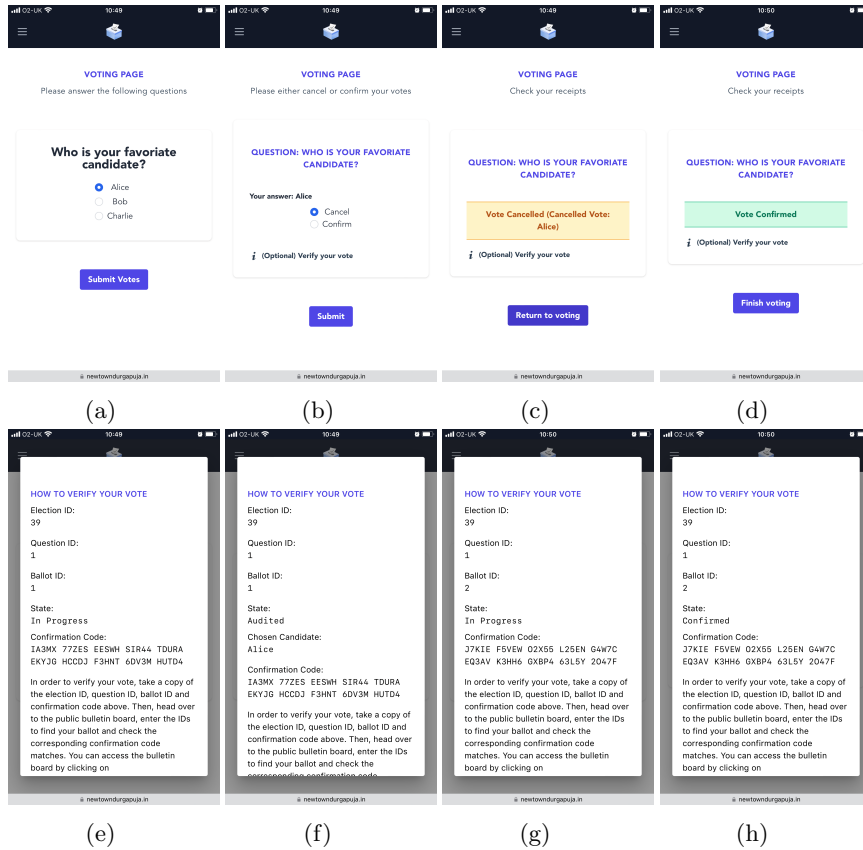 O2-UK 10:49
VOTING PAGE
Please answer the following questions
Who is your favoriate
candidate?
Alice
Bob
Charlie
Submit Votes
newtowndurgapuja.in
(a)
O2-UK 10:49
VOTING PAGE
Please either cancel or confirm your votes
QUESTION: WHO IS YOUR FAVORIATE
CANDIDATE?
Your answer: Alice
Cancel
Confirm
i (Optional) Verify your vote
Submit
newtowndurgapuja.in
(b)
O2-UK 10:49
VOTING PAGE
Check your receipts
QUESTION: WHO IS YOUR FAVORIATE
CANDIDATE?
Vote Cancelled (Cancelled Vote:
Alice)
i (Optional) Verify your vote
Return to voting
newtowndurgapuja.in
(c)
O2-UK 10:50
VOTING PAGE
Check your receipts
QUESTION: WHO IS YOUR FAVORIATE
CANDIDATE?
Vote Confirmed
i (Optional) Verify your vote
Finish voting
newtowndurgapuja.in
(d)
O2-UK 10:49
HOW TO VERIFY YOUR VOTE
Election ID:
39
Question ID:
1
Ballot ID:
1
State:
In Progress
Confirmation Code:
IA3MX 77ZES EESWH SIR44 TDURA
EKYJG HCCDJ F3HNT 6DV3M HUTD4
In order to verify your vote, take a copy of
the election ID, question ID, ballot ID and
confirmation code above. Then, head over
to the public bulletin board, enter the IDs
to find your ballot and check the
corresponding confirmation code
matches. You can access the bulletin
board by clicking on
newtowndurgapuja.in
(e)
O2-UK 10:49
HOW TO VERIFY YOUR VOTE
Election ID:
39
Question ID:
1
Ballot ID:
1
State:
Audited
Chosen Candidate:
Alice
Confirmation Code:
IA3MX 77ZES EESWH SIR44 TDURA
EKYJG HCCDJ F3HNT 6DV3M HUTD4
In order to verify your vote, take a copy of
the election ID, question ID, ballot ID and
confirmation code above. Then, head over
to the public bulletin board, enter the IDs
to find your ballot and check the
corresponding confirmation code
newtowndurgapuja.in
(f)
O2-UK 10:50
HOW TO VERIFY YOUR VOTE
Election ID:
39
Question ID:
1
Ballot ID:
2
State:
In Progress
Confirmation Code:
J7KIE F5VEW O2X55 L25EN G4W7C
EQ3AV K3HH6 GXBP4 63L5Y 2O47F
In order to verify your vote, take a copy of
the election ID, question ID, ballot ID and
confirmation code above. Then, head over
to the public bulletin board, enter the IDs
to find your ballot and check the
corresponding confirmation code
matches. You can access the bulletin
board by clicking on
newtowndurgapuja.in
(g)
O2-UK 10:50
HOW TO VERIFY YOUR VOTE
Election ID:
39
Question ID:
1
Ballot ID:
2
State:
Confirmed
Confirmation Code:
J7KIE F5VEW O2X55 L25EN G4W7C
EQ3AV K3HH6 GXBP4 63L5Y 2O47F
In order to verify your vote, take a copy of
the election ID, question ID, ballot ID and
confirmation code above. Then, head over
to the public bulletin board, enter the IDs
to find your ballot and check the
corresponding confirmation code
matches. You can access the bulletin
board by clicking on
newtowndurgapuja.in
(h)